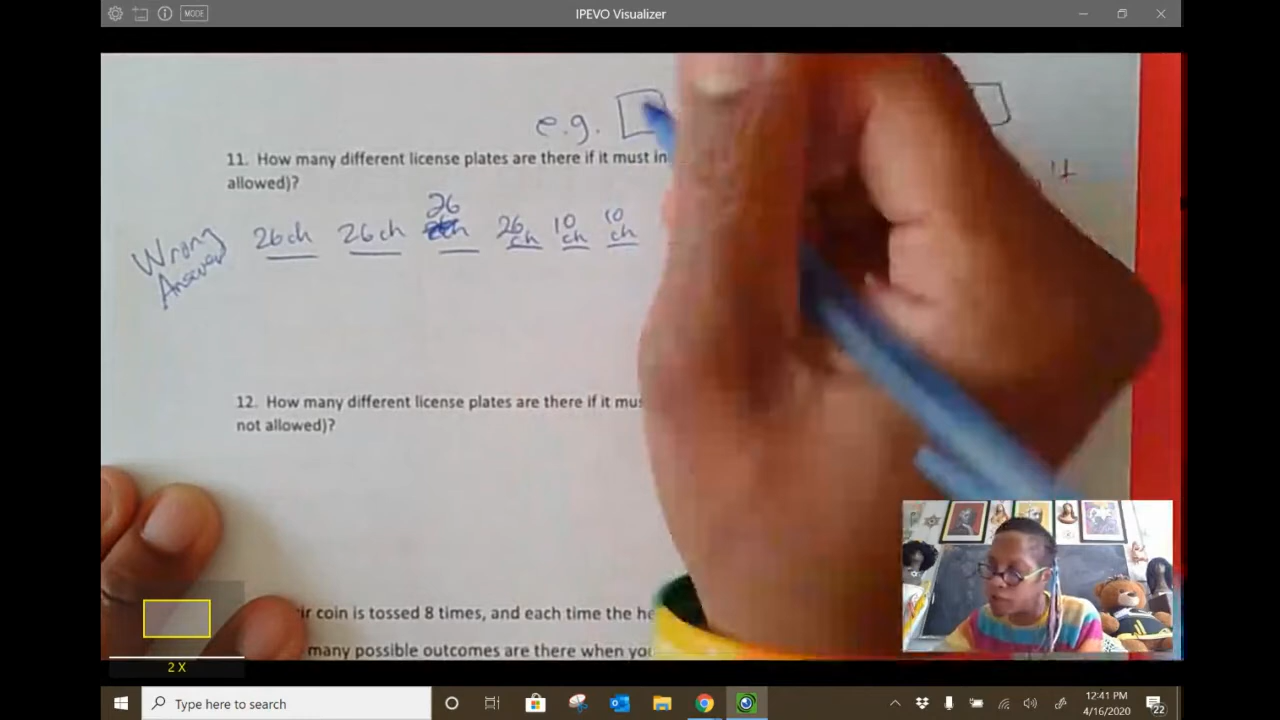 IPEVO Visualizer
MODE
e.g.
11. How many different license plates are there if it must in
allowed)?
26
Wrong 26ch 26ch ch 26 10 10
Answer ch ch ch
12. How many different license plates are there if it mus
not allowed)?
ir coin is tossed 8 times, and each time the he
many possible outcomes are there when you
2 X
Type here to search
12:41 PM
4/16/2020
22